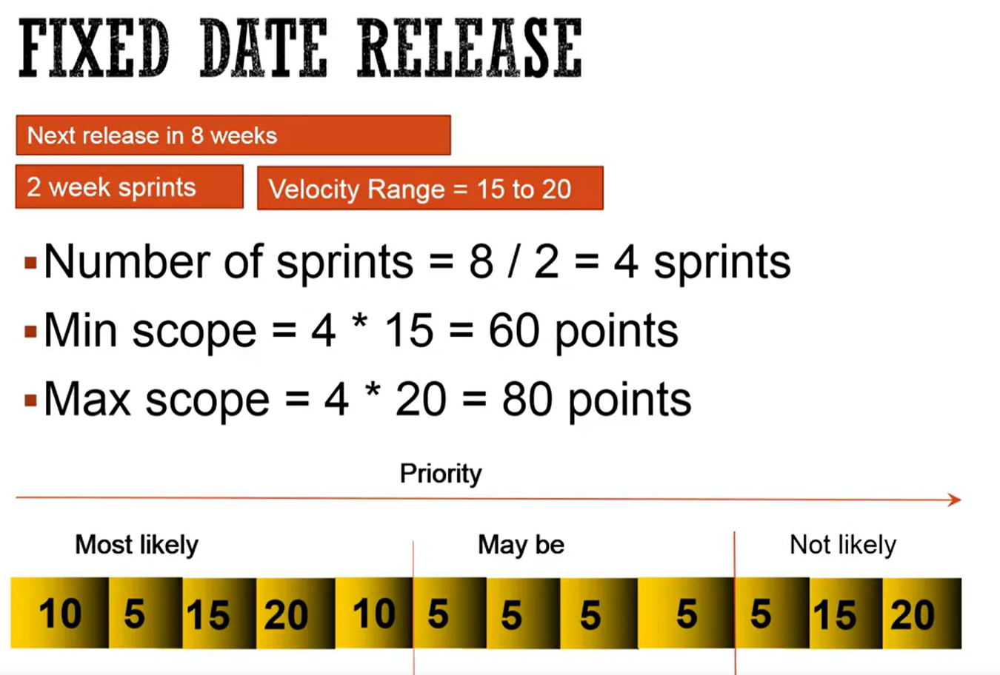 FIXED DATE RELEASE
Next release in 8 weeks
2 week sprints
Velocity Range = 15 to 20
Number of sprints = 8 / 2 = 4 sprints
Min scope = 4 * 15 = 60 points
Max scope = 4 * 20 = 80 points
Priority
Most likely May be Not likely
10 5 15 20 10 5 5 5 5 5 15 20